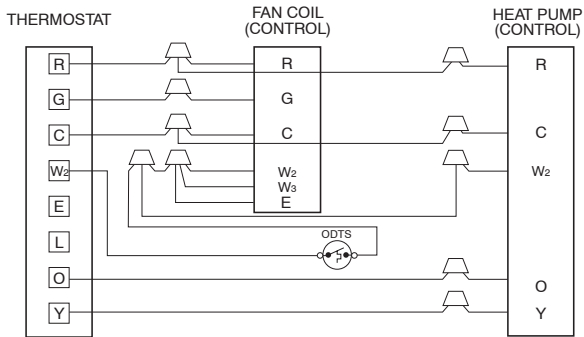 THERMOSTAT
FAN COIL
(CONTROL)
HEAT PUMP
(CONTROL)
R
G
C
W2
E
L
O
Y
R
G
C
W2
W3
E
ODTS
R
C
W2
O
Y